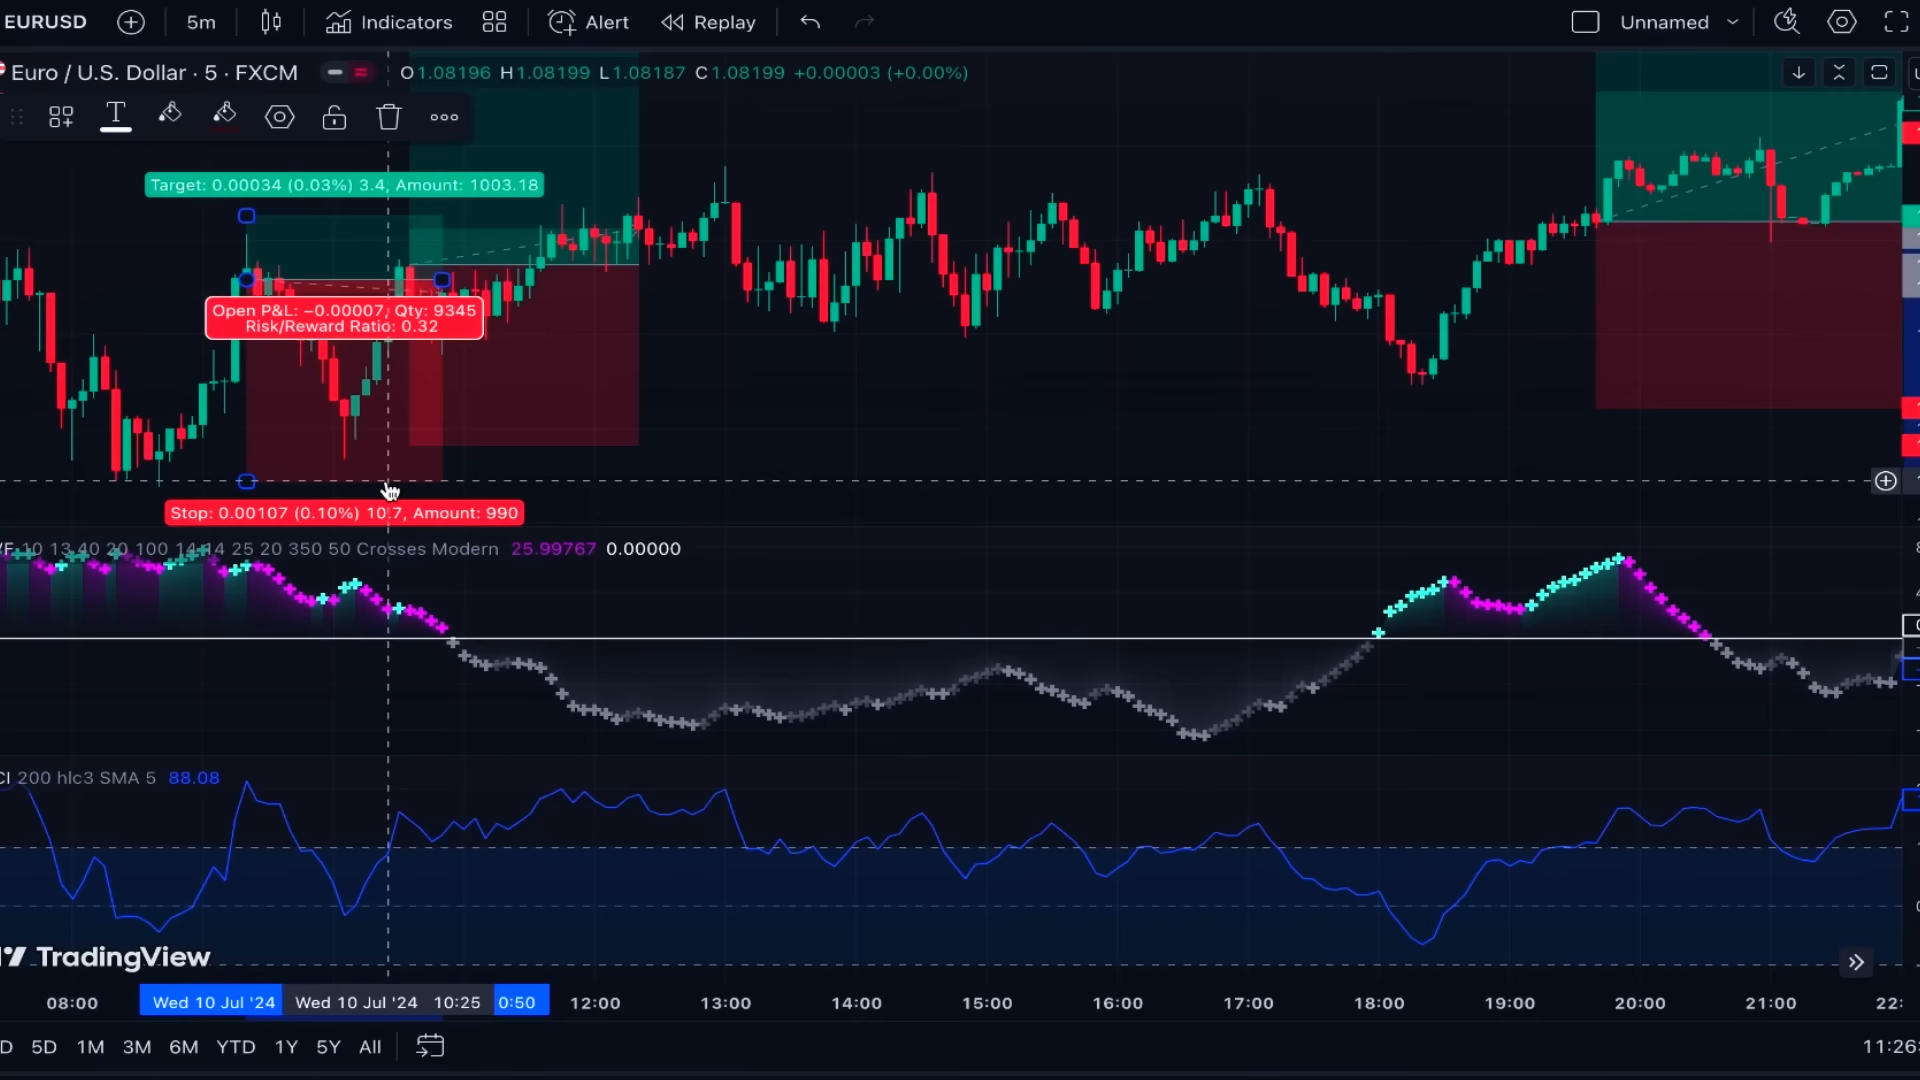 EURUSD 5m Indicators Alert Replay Unnamed
Euro / U.S. Dollar · 5 · FXCM O1.08196 H1.08199 L1.08187 C1.08199 +0.00003 (+0.00%)
T
Target: 0.00034 (0.03%) 3.4, Amount: 1003.18
Open P&L: −0.00007, Qty: 9345
Risk/Reward Ratio: 0.32
Stop: 0.00107 (0.10%) 10.7, Amount: 990
10 13 40 20 100 14 14 25 20 350 50 Crosses Modern 25.99767 0.00000
CI 200 hlc3 SMA 5 88.08
TradingView
08:00 Wed 10 Jul '24 Wed 10 Jul '24 10:25 0:50 12:00 13:00 14:00 15:00 16:00 17:00 18:00 19:00 20:00 21:00 22:
D 5D 1M 3M 6M YTD 1Y 5Y All 11:26